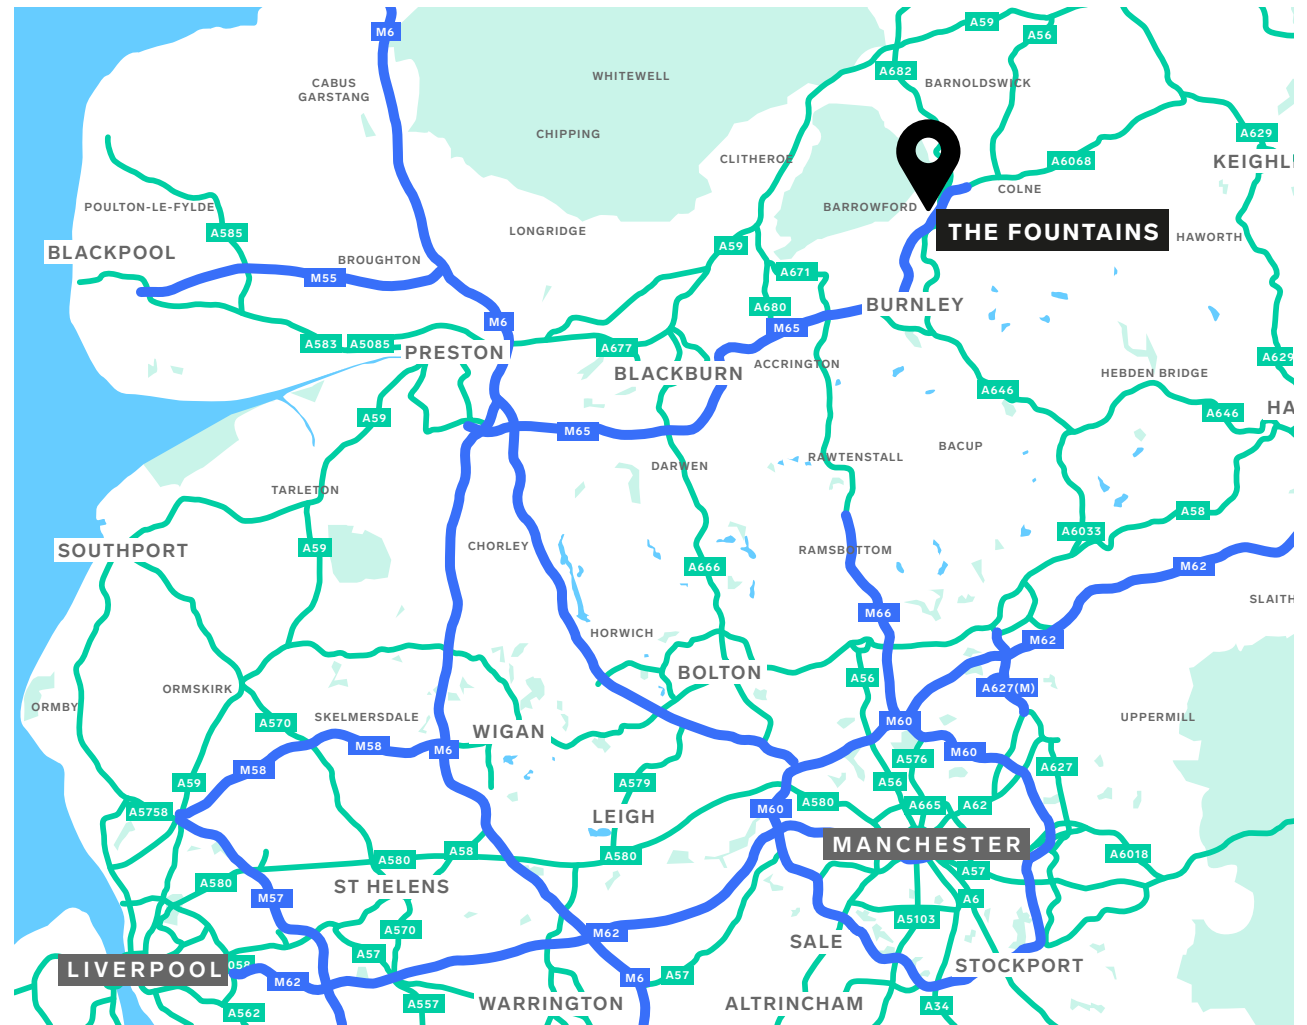 M6
A59
A56
A682
WHITEWELL
BARNOLDSWICK
CABUS
GARSTANG
CHIPPING
A629
CLITHEROE
A6068
KEIGHL
COLNE
POULTON-LE-FYLDE
BARROWFORD
A585
LONGRIDGE
THE FOUNTAINS
HAWORTH
BLACKPOOL
A59
BROUGHTON
A671
M55
A680
BURNLEY
M6
M65
A583
A5085
A677
PRESTON
A629
ACCRINGTON
BLACKBURN
HEBDEN BRIDGE
A646
A59
A646
HA
M65
BACUP
RAWTENSTALL
DARWEN
TARLETON
A58
A6033
A59
CHORLEY
SOUTHPORT
RAMSBOTTOM
A666
M62
SLAITH
M66
HORWICH
M62
BOLTON
A56
ORMSKIRK
A627(M)
ORMBY
SKELMERSDALE
UPPERMILL
A570
M60
WIGAN
M58
M6
M60
A576
M58
A627
A59
A579
A56
A5758
A580
M60
A665
A62
LEIGH
MANCHESTER
A58
A580
A580
A6018
A57
A580
ST HELENS
M57
A6
A5103
A570
M62
SALE
A57
LIVERPOOL
058
STOCKPORT
M62
M6
A57
A557
WARRINGTON
ALTRINCHAM
A34
A562